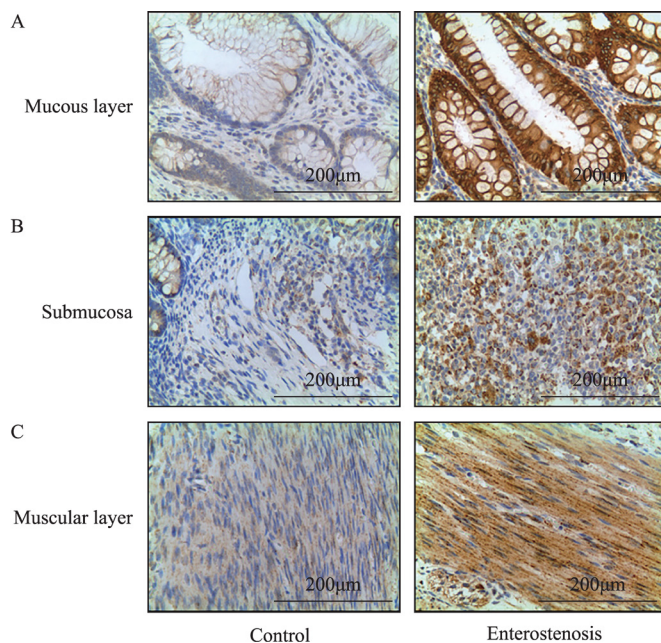 A
Mucous layer
200μm
200μm
B
Submucosa
200μm
200μm
C
Muscular layer
200μm
200μm
Control
Enterostenosis